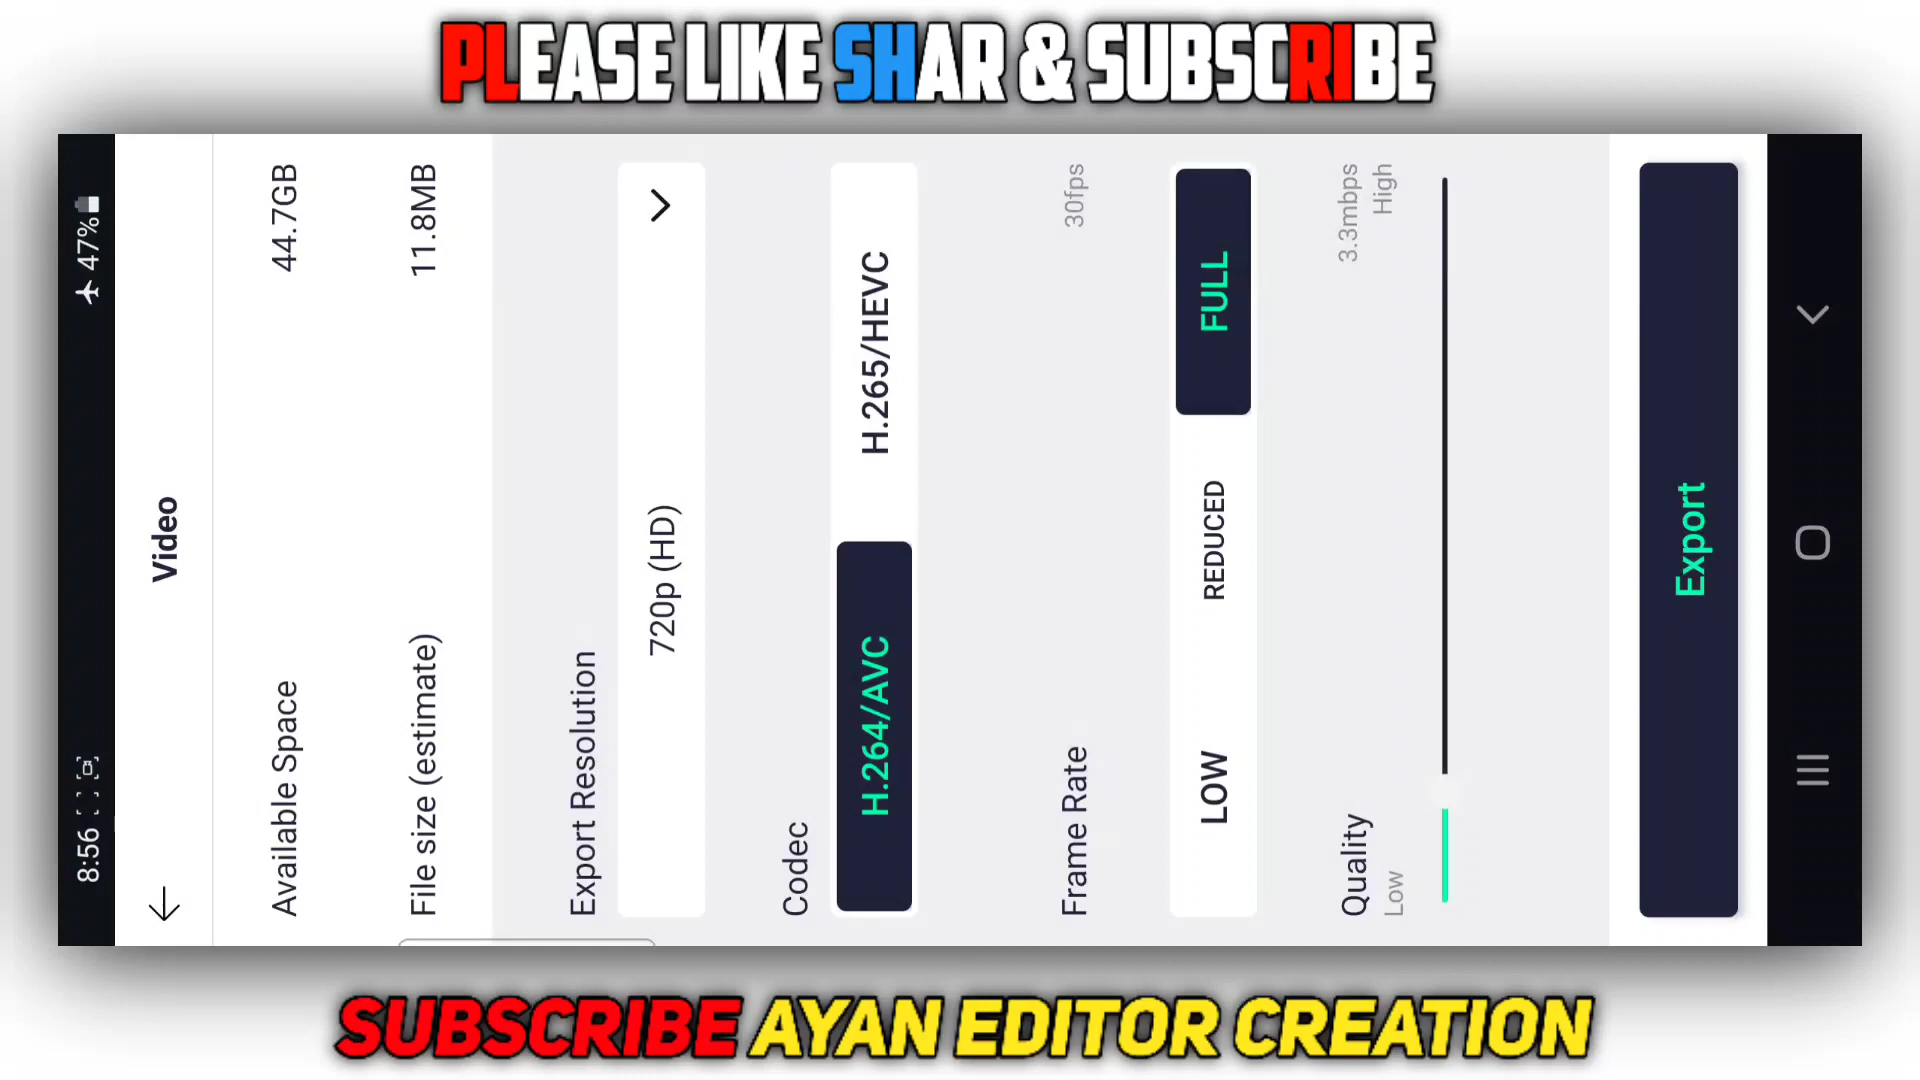 PLEASE LIKE SHAR & SUBSCRIBE
8:56
47%
Video
Available Space 44.7GB
File size (estimate) 11.8MB
Export Resolution
720p (HD)
Codec
H.264/AVC H.265/HEVC
Frame Rate 30fps
LOW REDUCED FULL
Quality 3.3mbps
Low High
Export
SUBSCRIBE AYAN EDITOR CREATION